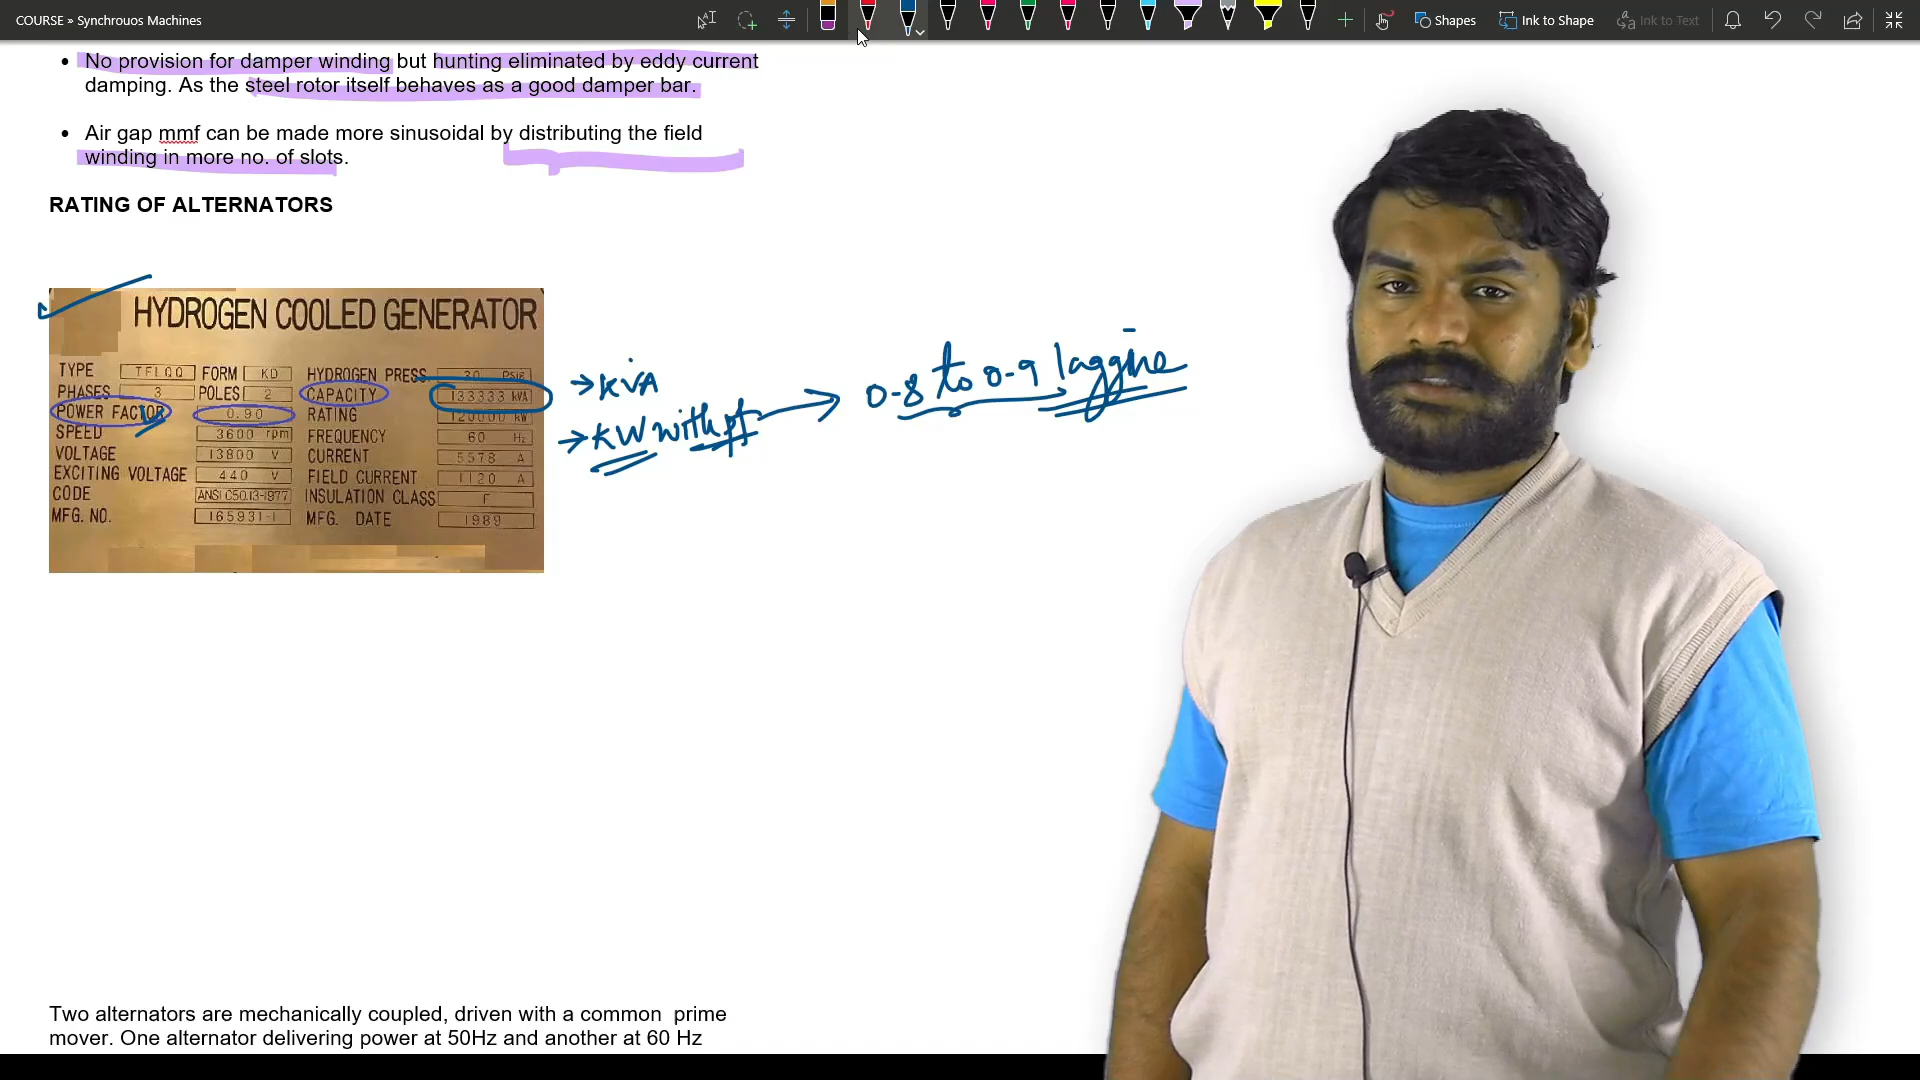 COURSE » Synchrouos Machines
Shapes
Ink to Shape
Ink to Text
No provision for damper winding but hunting eliminated by eddy current
damping. As the steel rotor itself behaves as a good damper bar.
Air gap mmf can be made more sinusoidal by distributing the field
winding in more no. of slots.
RATING OF ALTERNATORS
HYDROGEN COOLED GENERATOR
TYPE TFLQQ FORM KD HYDROGEN PRESS. 30 PSIG
PHASES 3 POLES 2 CAPACITY 133333 kVA
POWER FACTOR 0.90 RATING 120000 kW
SPEED 3600 rpm FREQUENCY 60 Hz
VOLTAGE 13800 V CURRENT 5578 A
EXCITING VOLTAGE 440 V FIELD CURRENT 1120 A
CODE ANSI C50.13-1977 INSULATION CLASS F
MFG. NO. 165931-1 MFG. DATE 1989
→ KVA
→ KW with pf → 0.8 to 0.9 lagging
Two alternators are mechanically coupled, driven with a common prime
mover. One alternator delivering power at 50Hz and another at 60 Hz